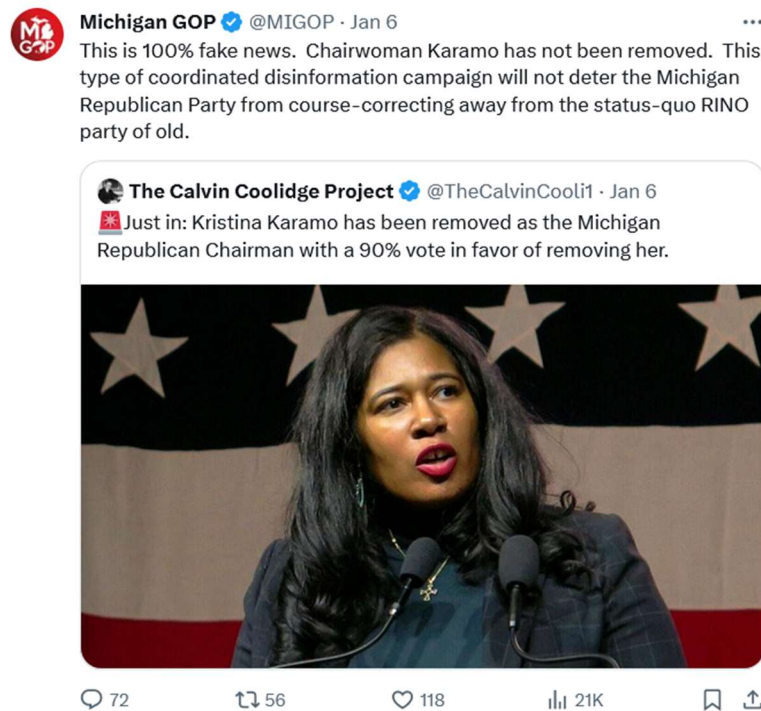 Michigan GOP @MIGOP · Jan 6 ...
MI
GOP
This is 100% fake news. Chairwoman Karamo has not been removed. This
type of coordinated disinformation campaign will not deter the Michigan
Republican Party from course-correcting away from the status-quo RINO
party of old.
The Calvin Coolidge Project @TheCalvinCooli1 · Jan 6
🚨Just in: Kristina Karamo has been removed as the Michigan
Republican Chairman with a 90% vote in favor of removing her.
72 56 118 21K